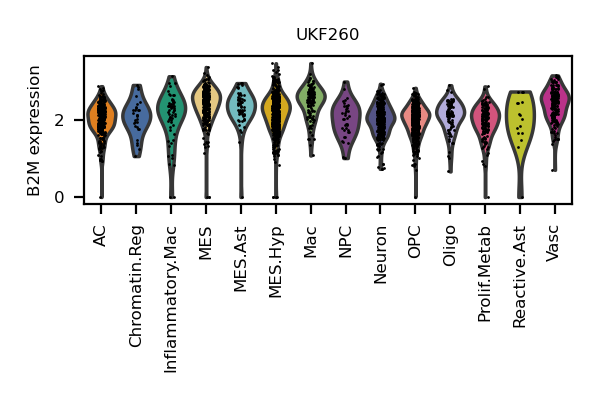 UKF260
B2M expression
2
0
AC
Chromatin.Reg
Inflammatory.Mac
MES
MES.Ast
MES.Hyp
Mac
NPC
Neuron
OPC
Oligo
Prolif.Metab
Reactive.Ast
Vasc